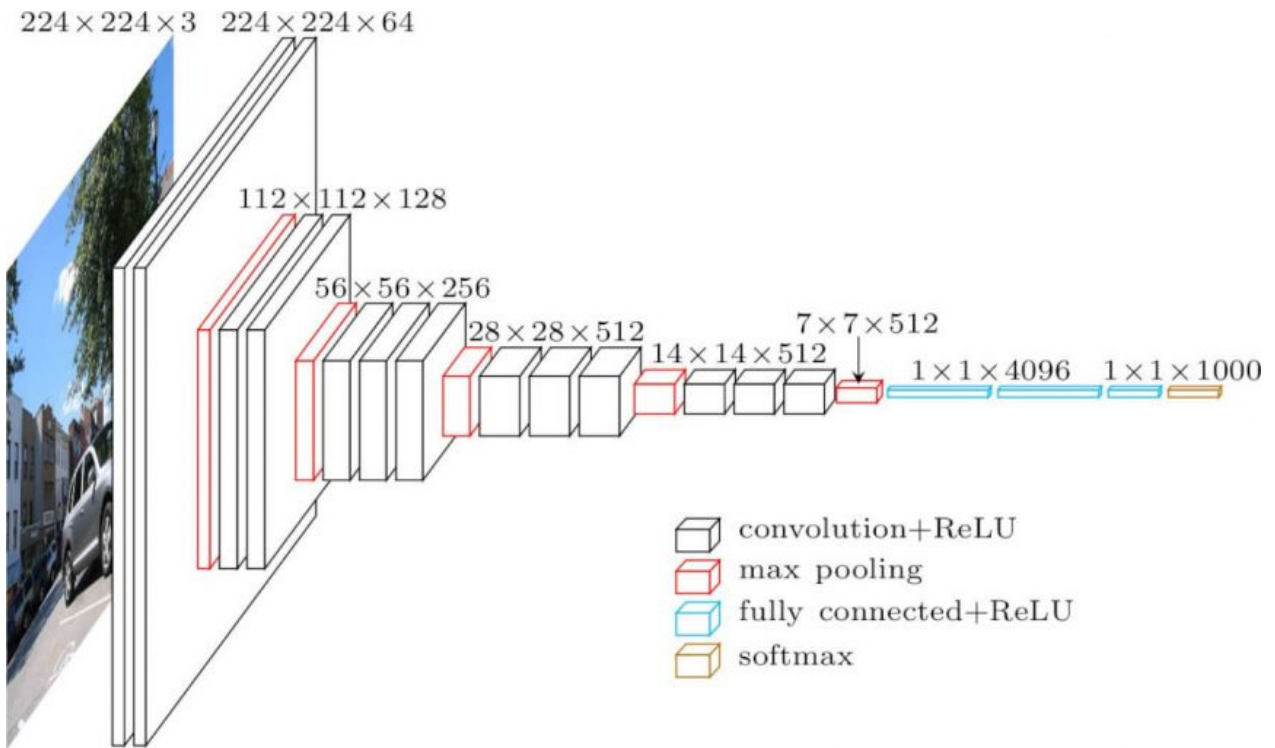 224 × 224 × 3
224 × 224 × 64
112 × 112 × 128
56 × 56 × 256
28 × 28 × 512
14 × 14 × 512
7 × 7 × 512
1 × 1 × 4096
1 × 1 × 1000
convolution+ReLU
max pooling
fully connected+ReLU
softmax